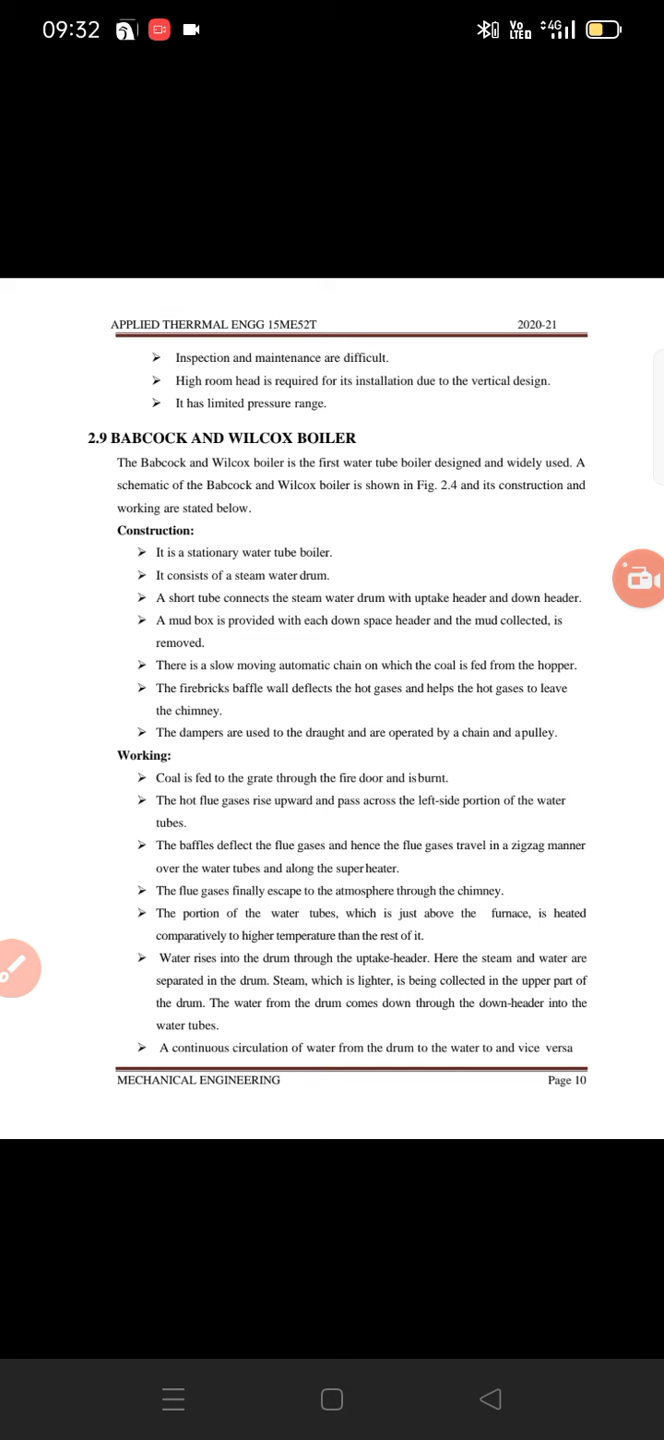 09:32
Vo LTE 4G
APPLIED THERRMAL ENGG 15ME52T 2020-21
➢ Inspection and maintenance are difficult.
➢ High room head is required for its installation due to the vertical design.
➢ It has limited pressure range.
2.9 BABCOCK AND WILCOX BOILER
The Babcock and Wilcox boiler is the first water tube boiler designed and widely used. A
schematic of the Babcock and Wilcox boiler is shown in Fig. 2.4 and its construction and
working are stated below.
Construction:
➢ It is a stationary water tube boiler.
➢ It consists of a steam water drum.
➢ A short tube connects the steam water drum with uptake header and down header.
➢ A mud box is provided with each down space header and the mud collected, is
removed.
➢ There is a slow moving automatic chain on which the coal is fed from the hopper.
➢ The firebricks baffle wall deflects the hot gases and helps the hot gases to leave
the chimney.
➢ The dampers are used to the draught and are operated by a chain and apulley.
Working:
➢ Coal is fed to the grate through the fire door and isburnt.
➢ The hot flue gases rise upward and pass across the left-side portion of the water
tubes.
➢ The baffles deflect the flue gases and hence the flue gases travel in a zigzag manner
over the water tubes and along the superheater.
➢ The flue gases finally escape to the atmosphere through the chimney.
➢ The portion of the water tubes, which is just above the furnace, is heated
comparatively to higher temperature than the rest of it.
➢ Water rises into the drum through the uptake-header. Here the steam and water are
separated in the drum. Steam, which is lighter, is being collected in the upper part of
the drum. The water from the drum comes down through the down-header into the
water tubes.
➢ A continuous circulation of water from the drum to the water to and vice versa
MECHANICAL ENGINEERING Page 10